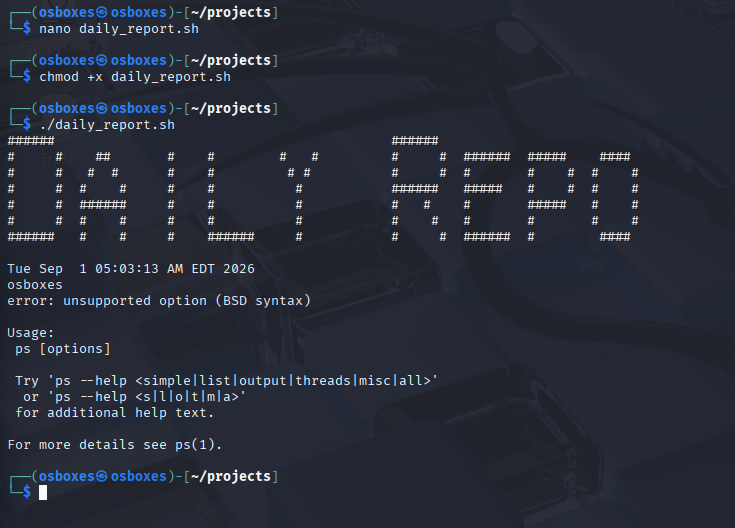 ┌──(osboxes㉿osboxes)-[~/projects]
└─$ nano daily_report.sh

┌──(osboxes㉿osboxes)-[~/projects]
└─$ chmod +x daily_report.sh

┌──(osboxes㉿osboxes)-[~/projects]
└─$ ./daily_report.sh
######                                          ######
#     #    ##       #    #        #   #         #     #  ######  #####    ####
#     #   #  #      #    #         # #          #     #  #       #    #  #    #
#     #  #    #     #    #          #           ######   #####   #    #  #    #
#     #  ######     #    #          #           #   #    #       #####   #    #
#     #  #    #     #    #          #           #    #   #       #       #    #
######   #    #     #    ######     #           #     #  ######  #        ####

Tue Sep  1 05:03:13 AM EDT 2026
osboxes
error: unsupported option (BSD syntax)

Usage:
 ps [options]

 Try 'ps --help <simple|list|output|threads|misc|all>'
  or 'ps --help <s|l|o|t|m|a>'
 for additional help text.

For more details see ps(1).

┌──(osboxes㉿osboxes)-[~/projects]
└─$